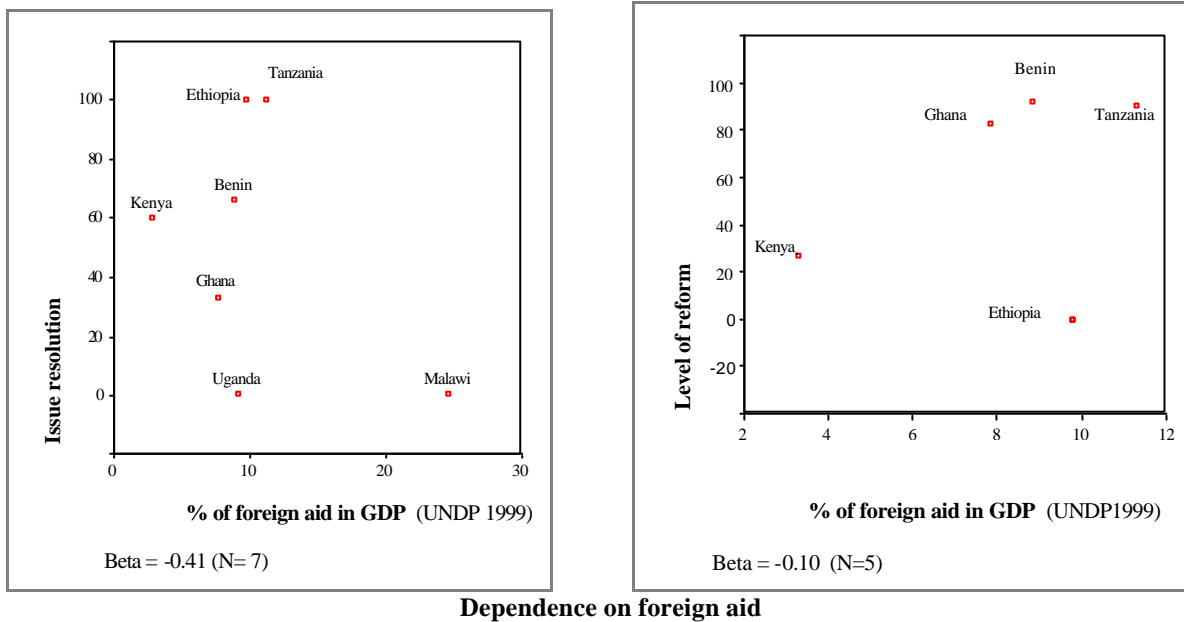 Tanzania
Ethiopia
100
80
Benin
Kenya
60
Ghana
40
20
Uganda
Malawi
0
Issue resolution
0 10 20 30
% of foreign aid in GDP (UNDP 1999)
Beta = -0.41 (N= 7)
Benin
100
Ghana
Tanzania
80
60
40
Kenya
20
Ethiopia
0
-20
Level of reform
2 4 6 8 10 12
% of foreign aid in GDP (UNDP1999)
Beta = -0.10 (N=5)
Dependence on foreign aid